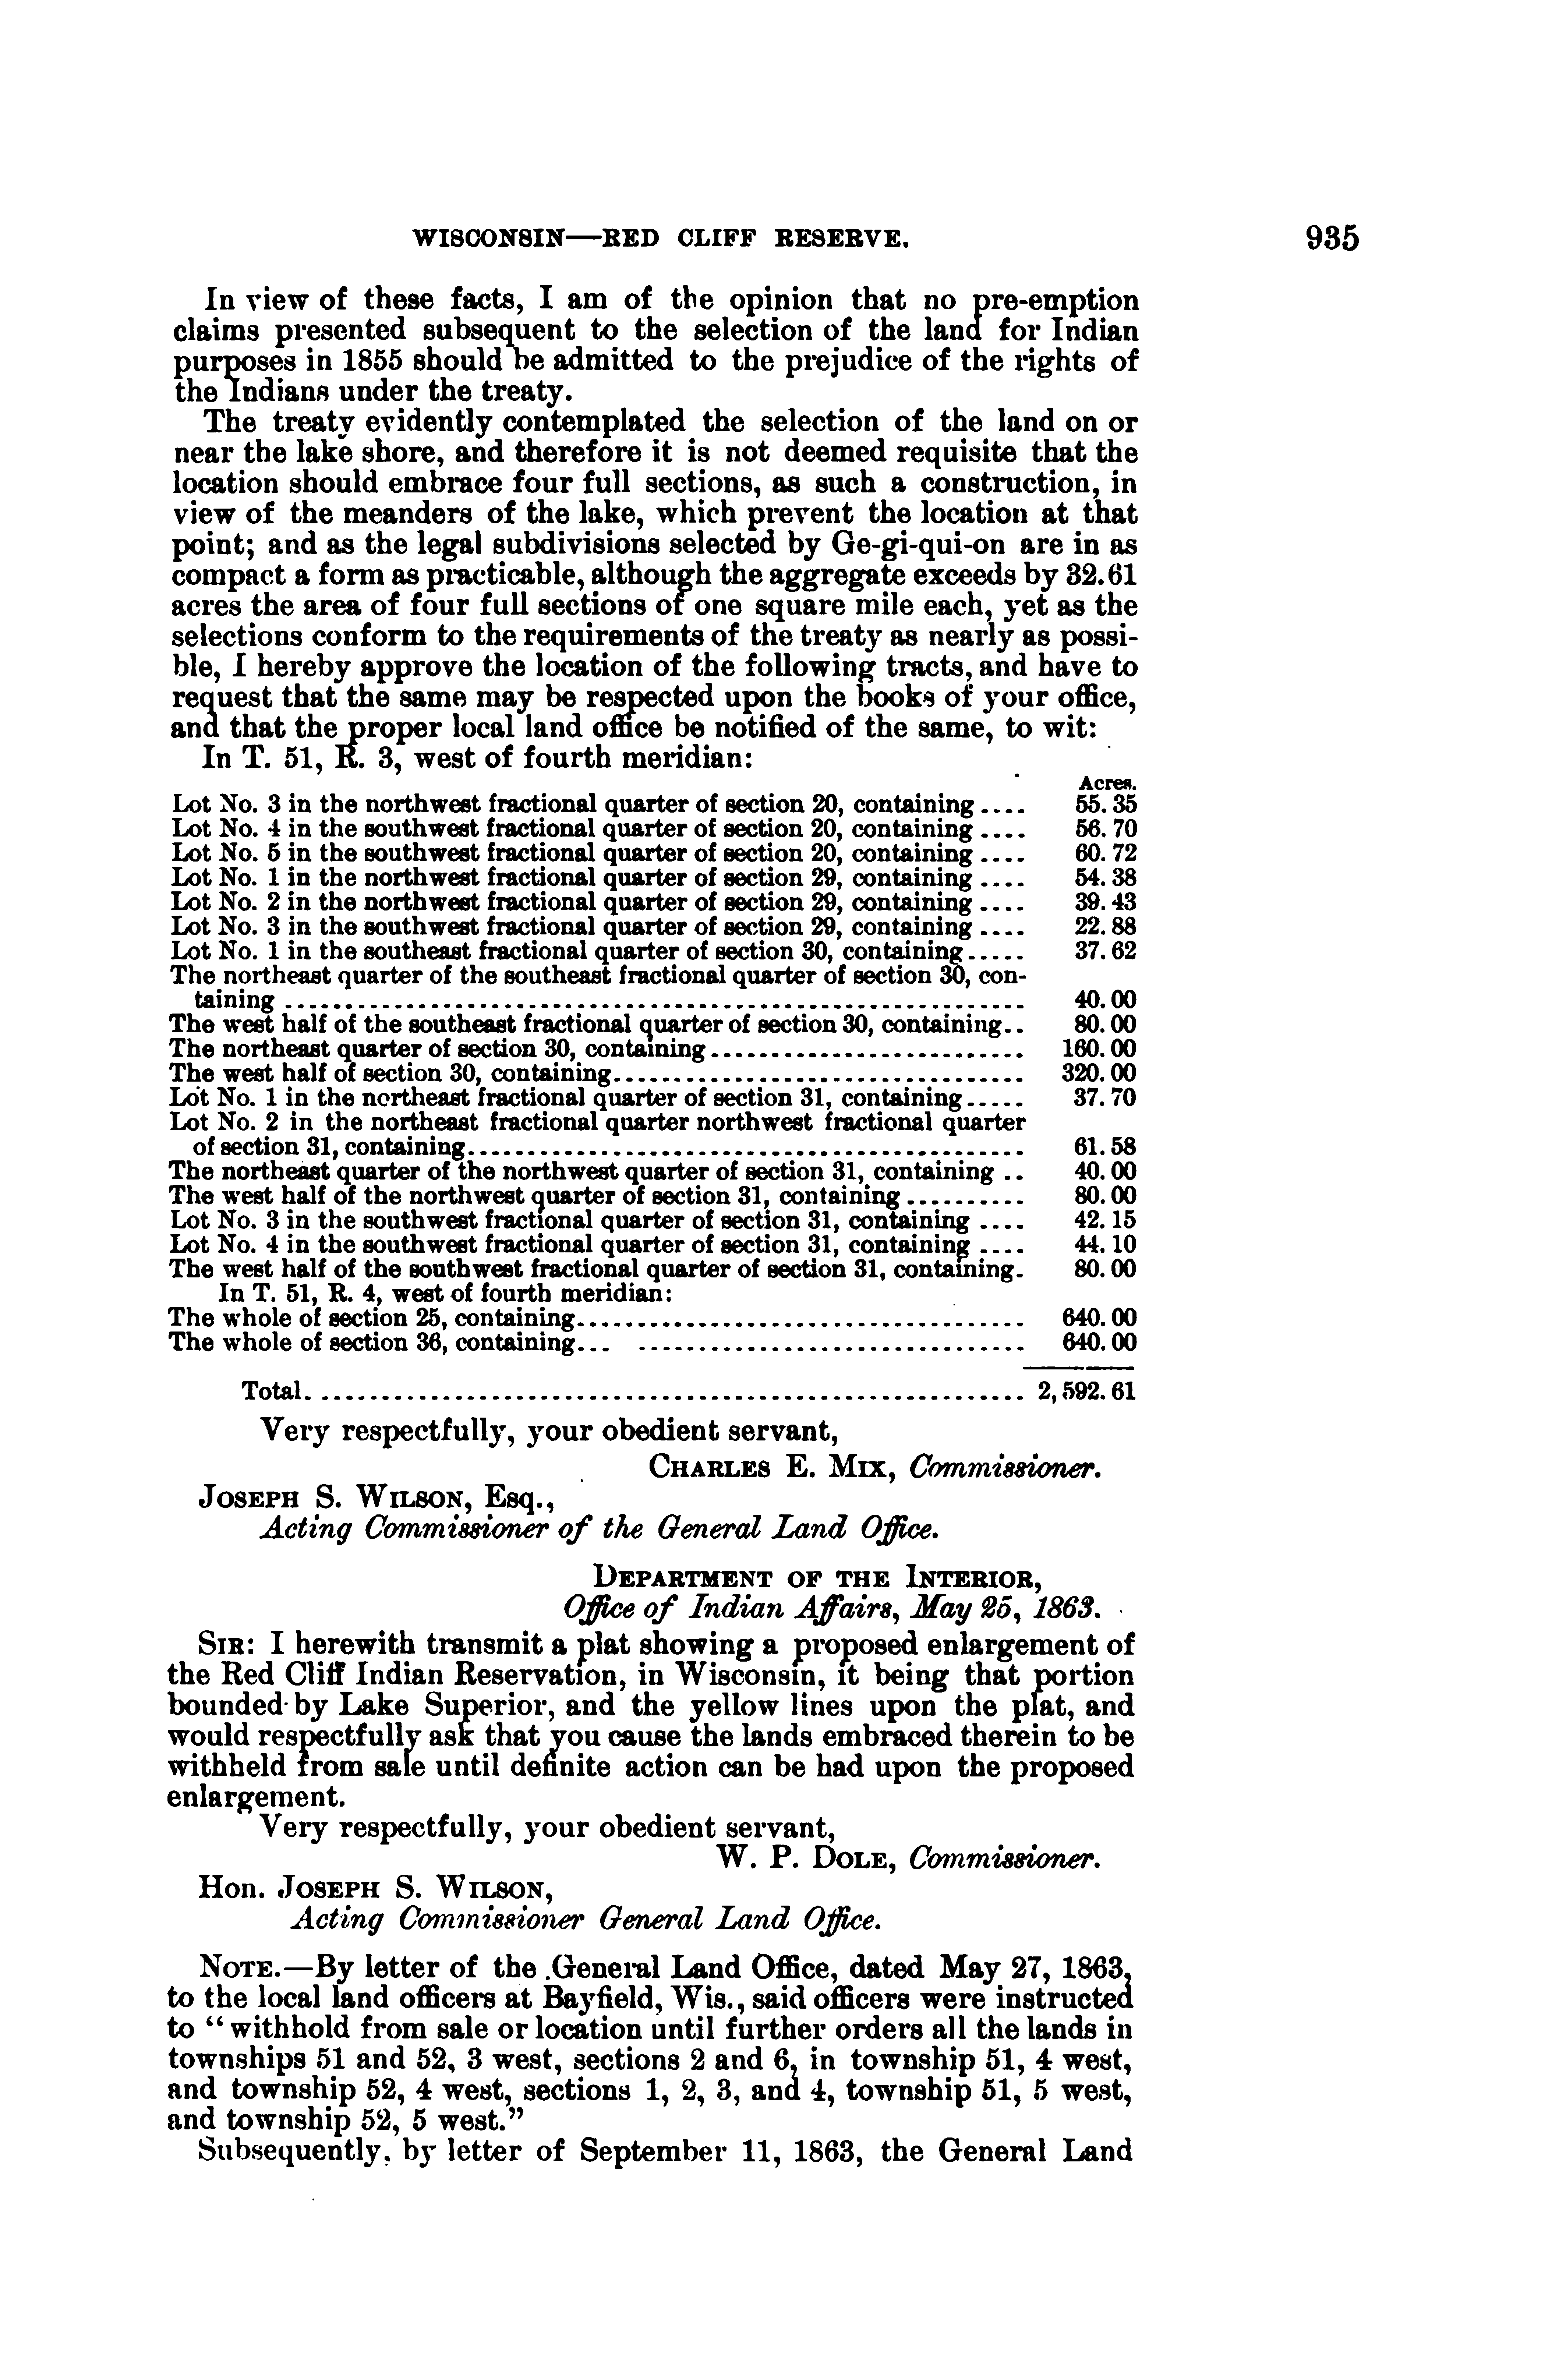 WISCONSIN—RED CLIFF RESERVE. 935
In view of these facts, I am of the opinion that no pre-emption
claims presented subsequent to the selection of the land for Indian
purposes in 1855 should be admitted to the prejudice of the rights of
the Indians under the treaty.
The treaty evidently contemplated the selection of the land on or
near the lake shore, and therefore it is not deemed requisite that the
location should embrace four full sections, as such a construction, in
view of the meanders of the lake, which prevent the location at that
point; and as the legal subdivisions selected by Ge-gi-qui-on are in as
compact a form as practicable, although the aggregate exceeds by 32.61
acres the area of four full sections of one square mile each, yet as the
selections conform to the requirements of the treaty as nearly as possi-
ble, I hereby approve the location of the following tracts, and have to
request that the same may be respected upon the books of your office,
and that the proper local land office be notified of the same, to wit:
In T. 51, R. 3, west of fourth meridian:
Acres.
Lot No. 3 in the northwest fractional quarter of section 20, containing .... 55.35
Lot No. 4 in the southwest fractional quarter of section 20, containing .... 56.70
Lot No. 5 in the southwest fractional quarter of section 20, containing .... 60.72
Lot No. 1 in the northwest fractional quarter of section 29, containing .... 54.38
Lot No. 2 in the northwest fractional quarter of section 29, containing .... 39.43
Lot No. 3 in the southwest fractional quarter of section 29, containing .... 22.88
Lot No. 1 in the southeast fractional quarter of section 30, containing..... 37.62
The northeast quarter of the southeast fractional quarter of section 30, con-
taining ............................................................ 40.00
The west half of the southeast fractional quarter of section 30, containing.. 80.00
The northeast quarter of section 30, containing.......................... 160.00
The west half of section 30, containing.................................. 320.00
Lot No. 1 in the northeast fractional quarter of section 31, containing..... 37.70
Lot No. 2 in the northeast fractional quarter northwest fractional quarter
of section 31, containing.............................................. 61.58
The northeast quarter of the northwest quarter of section 31, containing .. 40.00
The west half of the northwest quarter of section 31, containing .......... 80.00
Lot No. 3 in the southwest fractional quarter of section 31, containing .... 42.15
Lot No. 4 in the southwest fractional quarter of section 31, containing .... 44.10
The west half of the southwest fractional quarter of section 31, containing. 80.00
In T. 51, R. 4, west of fourth meridian:
The whole of section 25, containing..................................... 640.00
The whole of section 36, containing... ................................ 640.00
Total. .......................................................... 2,592.61
Very respectfully, your obedient servant,
CHARLES E. MIX, Commissioner.
JOSEPH S. WILSON, Esq.,
Acting Commissioner of the General Land Office.
DEPARTMENT OF THE INTERIOR,
Office of Indian Affairs, May 25, 1863.
SIR: I herewith transmit a plat showing a proposed enlargement of
the Red Cliff Indian Reservation, in Wisconsin, it being that portion
bounded by Lake Superior, and the yellow lines upon the plat, and
would respectfully ask that you cause the lands embraced therein to be
withheld from sale until definite action can be had upon the proposed
enlargement.
Very respectfully, your obedient servant,
W. P. DOLE, Commissioner.
Hon. JOSEPH S. WILSON,
Acting Commissioner General Land Office.
NOTE.—By letter of the General Land Office, dated May 27, 1863,
to the local land officers at Bayfield, Wis., said officers were instructed
to "withhold from sale or location until further orders all the lands in
townships 51 and 52, 3 west, sections 2 and 6, in township 51, 4 west,
and township 52, 4 west, sections 1, 2, 3, and 4, township 51, 5 west,
and township 52, 5 west."
Subsequently, by letter of September 11, 1863, the General Land